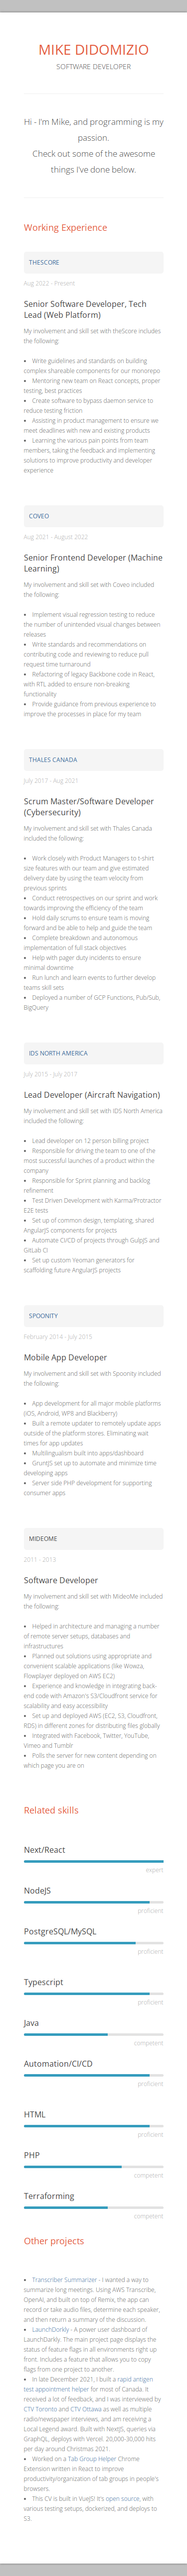 MIKE DIDOMIZIO
SOFTWARE DEVELOPER
Hi - I'm Mike, and programming is my
passion.
Check out some of the awesome
things I've done below.
Working Experience
THESCORE
Aug 2022 - Present
Senior Software Developer, Tech
Lead (Web Platform)
My involvement and skill set with theScore includes
the following:
• Write guidelines and standards on building
complex shareable components for our monorepo
• Mentoring new team on React concepts, proper
testing, best practices
• Create software to bypass daemon service to
reduce testing friction
• Assisting in product management to ensure we
meet deadlines with new and existing products
• Learning the various pain points from team
members, taking the feedback and implementing
solutions to improve productivity and developer
experience
COVEO
Aug 2021 - August 2022
Senior Frontend Developer (Machine
Learning)
My involvement and skill set with Coveo included
the following:
• Implement visual regression testing to reduce
the number of unintended visual changes between
releases
• Write standards and recommendations on
contributing code and reviewing to reduce pull
request time turnaround
• Refactoring of legacy Backbone code in React,
with RTL added to ensure non-breaking
functionality
• Provide guidance from previous experience to
improve the processes in place for my team
THALES CANADA
July 2017 - Aug 2021
Scrum Master/Software Developer
(Cybersecurity)
My involvement and skill set with Thales Canada
included the following:
• Work closely with Product Managers to t-shirt
size features with our team and give estimated
delivery date by using the team velocity from
previous sprints
• Conduct retrospectives on our sprint and work
towards improving the efficiency of the team
• Hold daily scrums to ensure team is moving
forward and be able to help and guide the team
• Complete breakdown and autonomous
implementation of full stack objectives
• Help with pager duty incidents to ensure
minimal downtime
• Run lunch and learn events to further develop
teams skill sets
• Deployed a number of GCP Functions, Pub/Sub,
BigQuery
IDS NORTH AMERICA
July 2015 - July 2017
Lead Developer (Aircraft Navigation)
My involvement and skill set with IDS North America
included the following:
• Lead developer on 12 person billing project
• Responsible for driving the team to one of the
most successful launches of a product within the
company
• Responsible for Sprint planning and backlog
refinement
• Test Driven Development with Karma/Protractor
E2E tests
• Set up of common design, templating, shared
AngularJS components for projects
• Automate CI/CD of projects through GulpJS and
GitLab CI
• Set up custom Yeoman generators for
scaffolding future AngularJS projects
SPOONITY
February 2014 - July 2015
Mobile App Developer
My involvement and skill set with Spoonity included
the following:
• App development for all major mobile platforms
(iOS, Android, WP8 and Blackberry)
• Built a remote updater to remotely update apps
outside of the platform stores. Eliminating wait
times for app updates
• Multilingualism built into apps/dashboard
• GruntJS set up to automate and minimize time
developing apps
• Server side PHP development for supporting
consumer apps
MIDEOME
2011 - 2013
Software Developer
My involvement and skill set with MideoMe included
the following:
• Helped in architecture and managing a number
of remote server setups, databases and
infrastructures
• Planned out solutions using appropriate and
convenient scalable applications (like Wowza,
Flowplayer deployed on AWS EC2)
• Experience and knowledge in integrating back-
end code with Amazon's S3/Cloudfront service for
scalability and easy deployment
• Set up and deployed AWS (EC2, S3, Cloudfront,
RDS) in different zones for distributing files globally
• Integrated with Facebook, Twitter, YouTube,
Vimeo and Tumblr
• Polls the server for new content depending on
which page you are on
Related skills
Next/React
expert
NodeJS
proficient
PostgreSQL/MySQL
proficient
Typescript
proficient
Java
competent
Automation/CI/CD
proficient
HTML
proficient
PHP
competent
Terraforming
competent
Other projects
• Transcriber Summarizer - I wanted a way to
summarize long meetings. Using AWS Transcribe,
OpenAI, and built on top of Remix, the app can
record or take audio files, determine each speaker,
and then return a summary of the discussion.
• LaunchDorkly - A power user dashboard of
LaunchDarkly. The main project page displays the
status of feature flags in all environments right up
front. Includes a feature that allows you to copy
flags from one project to another.
• In late December 2021, I built a rapid antigen
test appointment helper for most of Canada. It
received a lot of feedback, and I was interviewed by
CTV Toronto and CTV Ottawa as well as multiple
radio/newspaper interviews, and am receiving a
Local Legend award. Built with NextJS, queries via
GraphQL, deploys with Vercel. 20,000-30,000 hits
per day around Christmas 2021.
• Worked on a Tab Group Helper Chrome
Extension written in React to improve
productivity/organization of tab groups in people's
browsers.
• This CV is built in VueJS! It's open source, with
various testing setups, dockerized, and deploys to
S3.